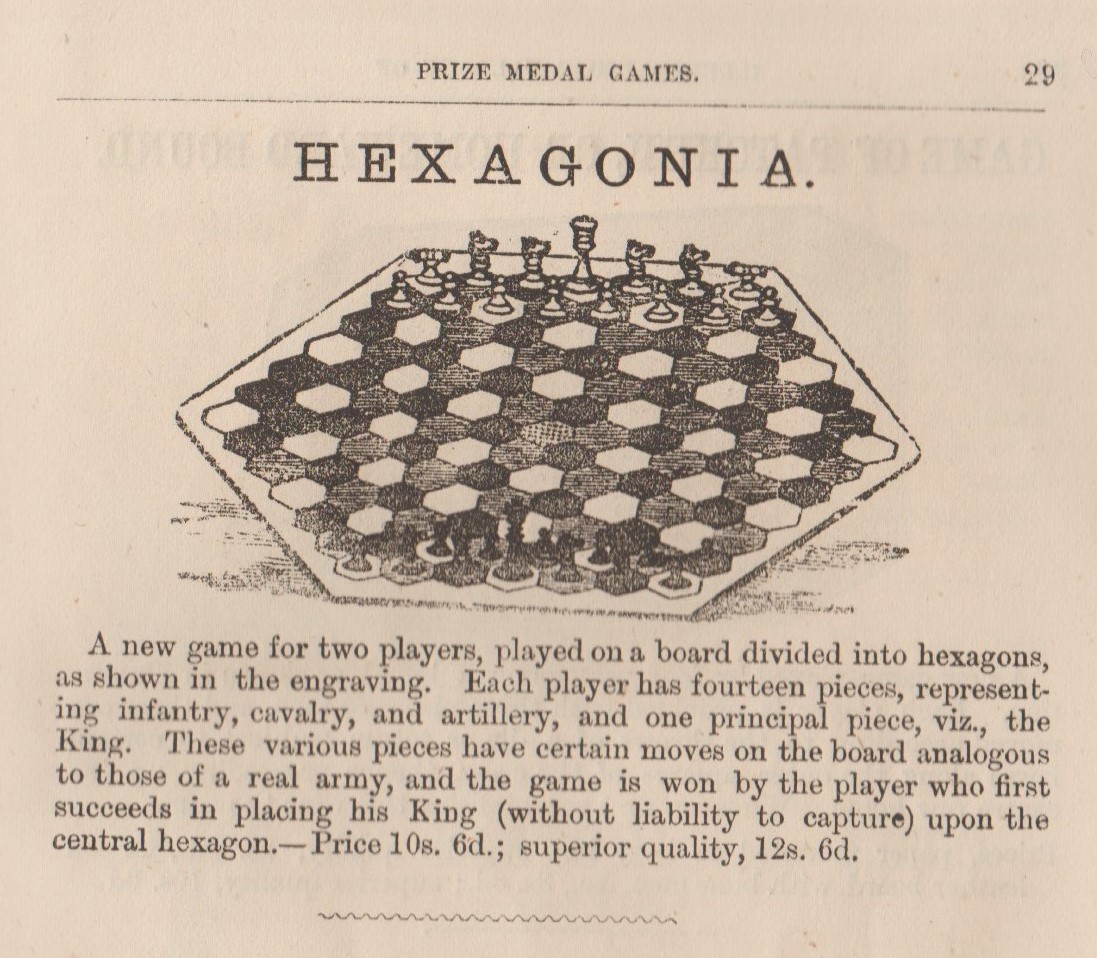 PRIZE MEDAL GAMES. 29
HEXAGONIA.
A new game for two players, played on a board divided into hexagons,
as shown in the engraving. Each player has fourteen pieces, represent-
ing infantry, cavalry, and artillery, and one principal piece, viz., the
King. These various pieces have certain moves on the board analogous
to those of a real army, and the game is won by the player who first
succeeds in placing his King (without liability to capture) upon the
central hexagon.—Price 10s. 6d.; superior quality, 12s. 6d.